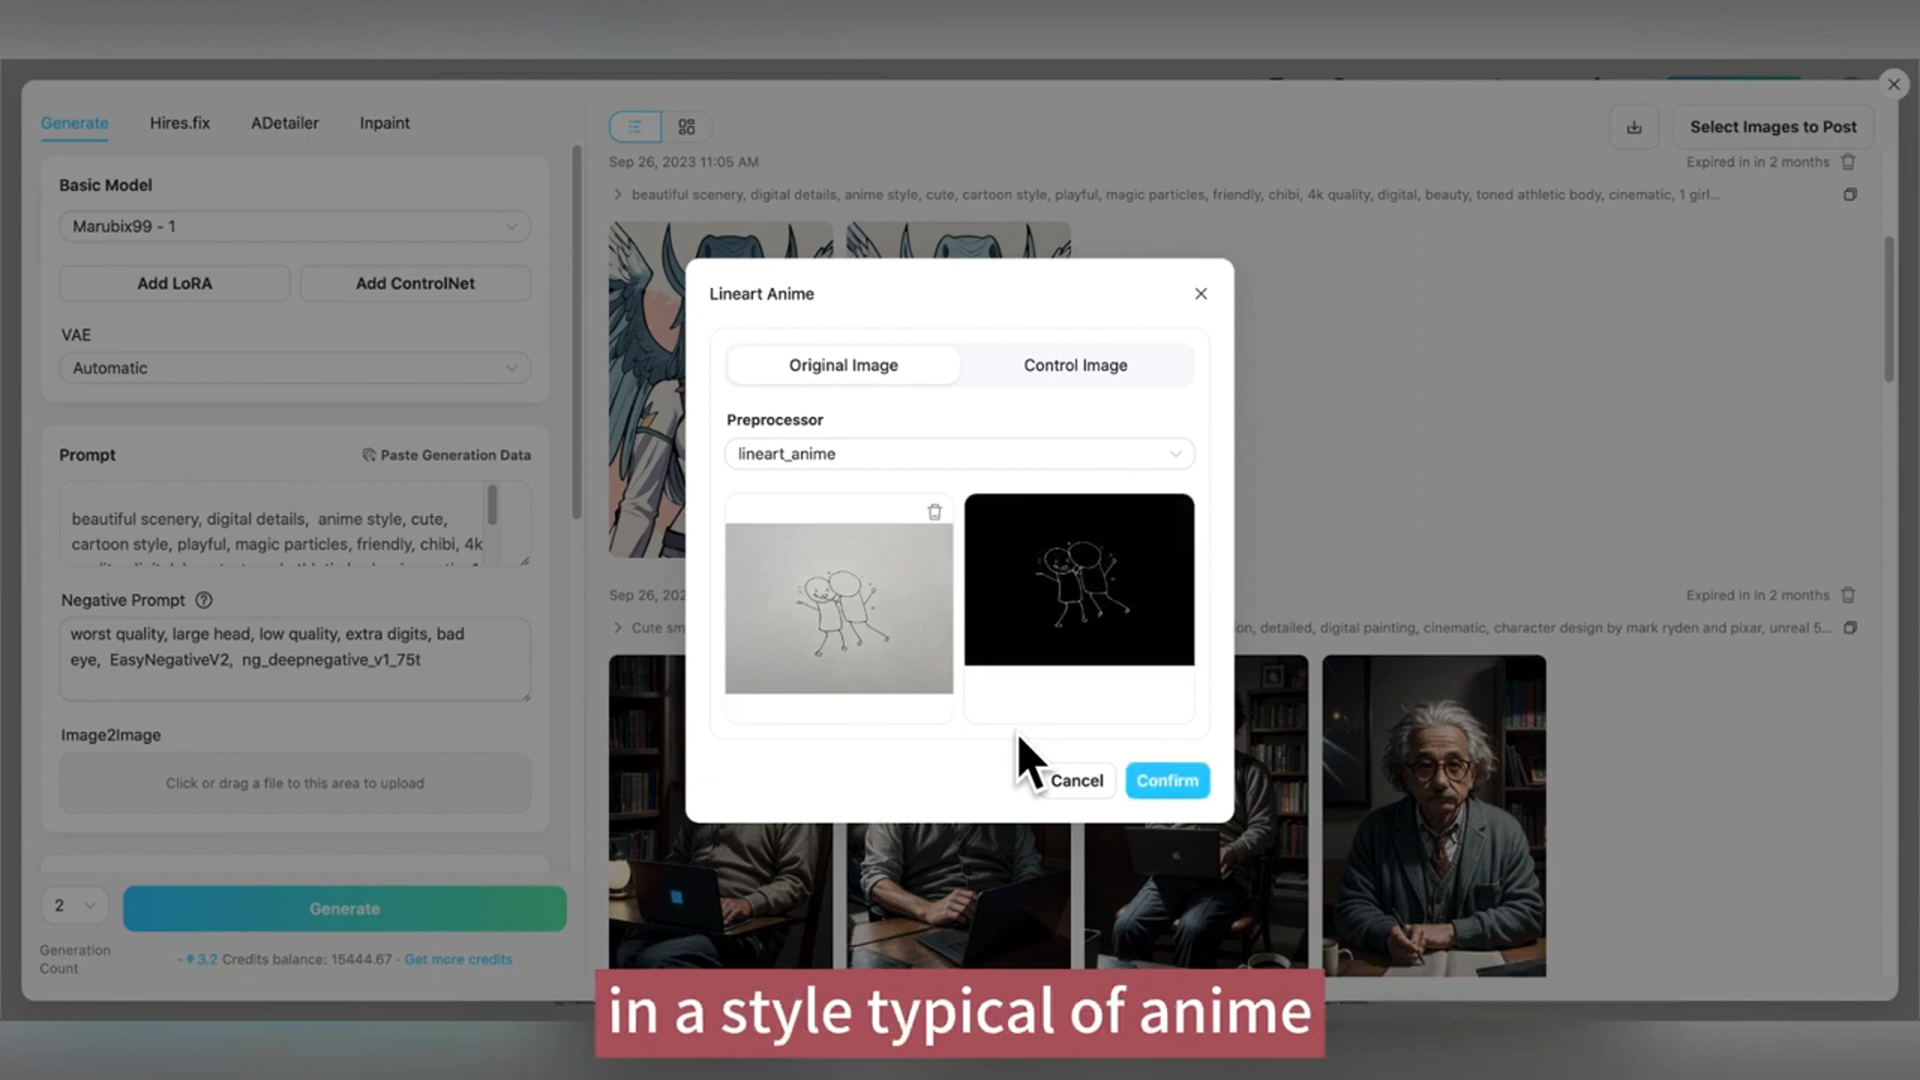 Generate
Hires.fix
ADetailer
Inpaint
Basic Model
Marubix99 - 1
Add LoRA
Add ControlNet
VAE
Automatic
Prompt
Paste Generation Data
beautiful scenery, digital details, anime style, cute,
cartoon style, playful, magic particles, friendly, chibi, 4k
Negative Prompt
worst quality, large head, low quality, extra digits, bad
eye, EasyNegativeV2, ng_deepnegative_v1_75t
Image2Image
Click or drag a file to this area to upload
2
Generate
Generation
Count
-3.2 Credits balance: 15444.67 · Get more credits
Select Images to Post
Sep 26, 2023 11:05 AM
Expired in in 2 months
beautiful scenery, digital details, anime style, cute, cartoon style, playful, magic particles, friendly, chibi, 4k quality, digital, beauty, toned athletic body, cinematic, 1 girl...
Lineart Anime
Original Image
Control Image
Preprocessor
lineart_anime
Cancel
Confirm
Sep 26, 202
Expired in in 2 months
Cute sm
on, detailed, digital painting, cinematic, character design by mark ryden and pixar, unreal 5...
in a style typical of anime